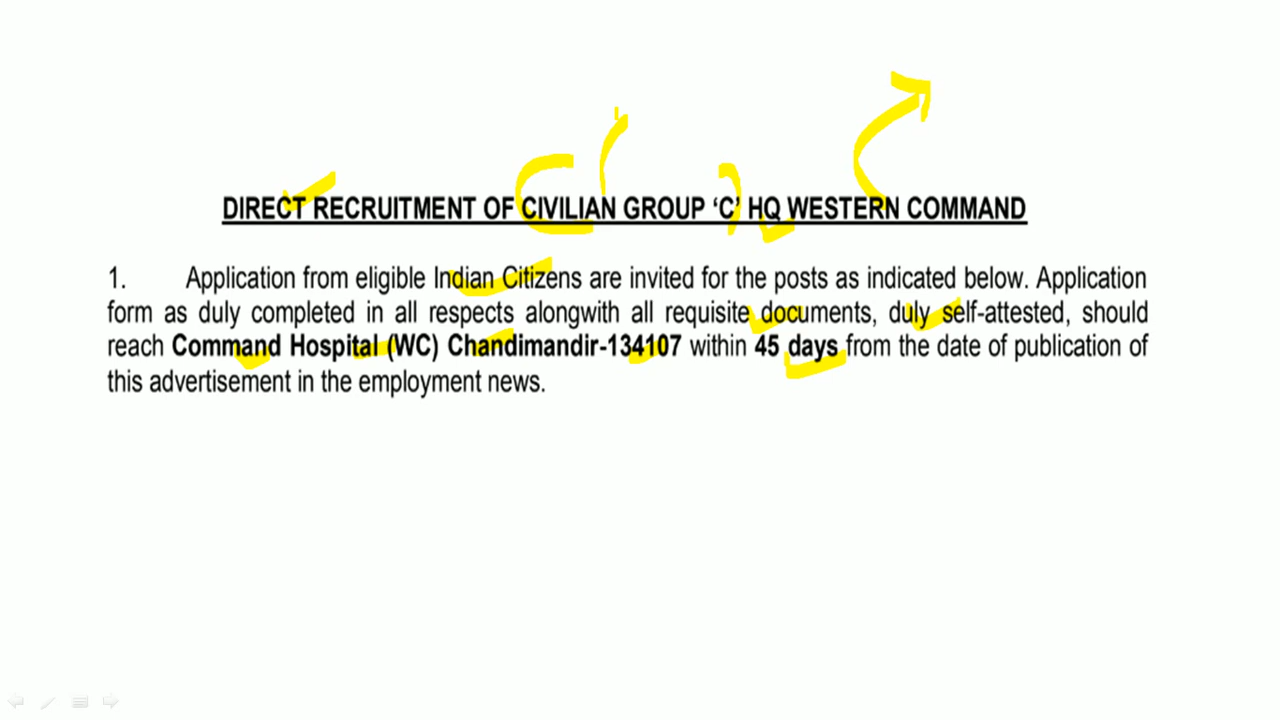 DIRECT RECRUITMENT OF CIVILIAN GROUP ‘C’ HQ WESTERN COMMAND
1. Application from eligible Indian Citizens are invited for the posts as indicated below. Application
form as duly completed in all respects alongwith all requisite documents, duly self-attested, should
reach Command Hospital (WC) Chandimandir-134107 within 45 days from the date of publication of
this advertisement in the employment news.